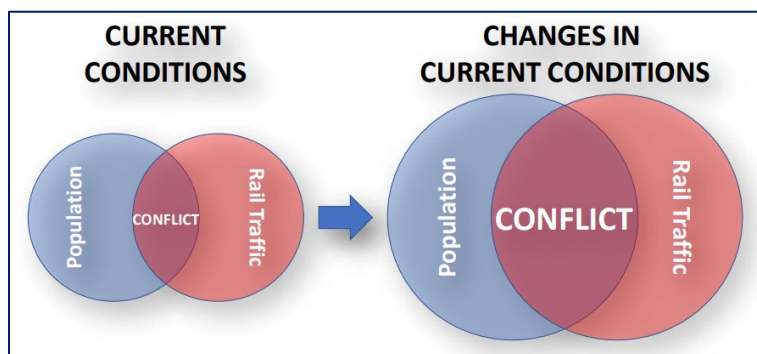 CURRENT
CONDITIONS
Population
CONFLICT
Rail Traffic
CHANGES IN
CURRENT CONDITIONS
Population
CONFLICT
Rail Traffic